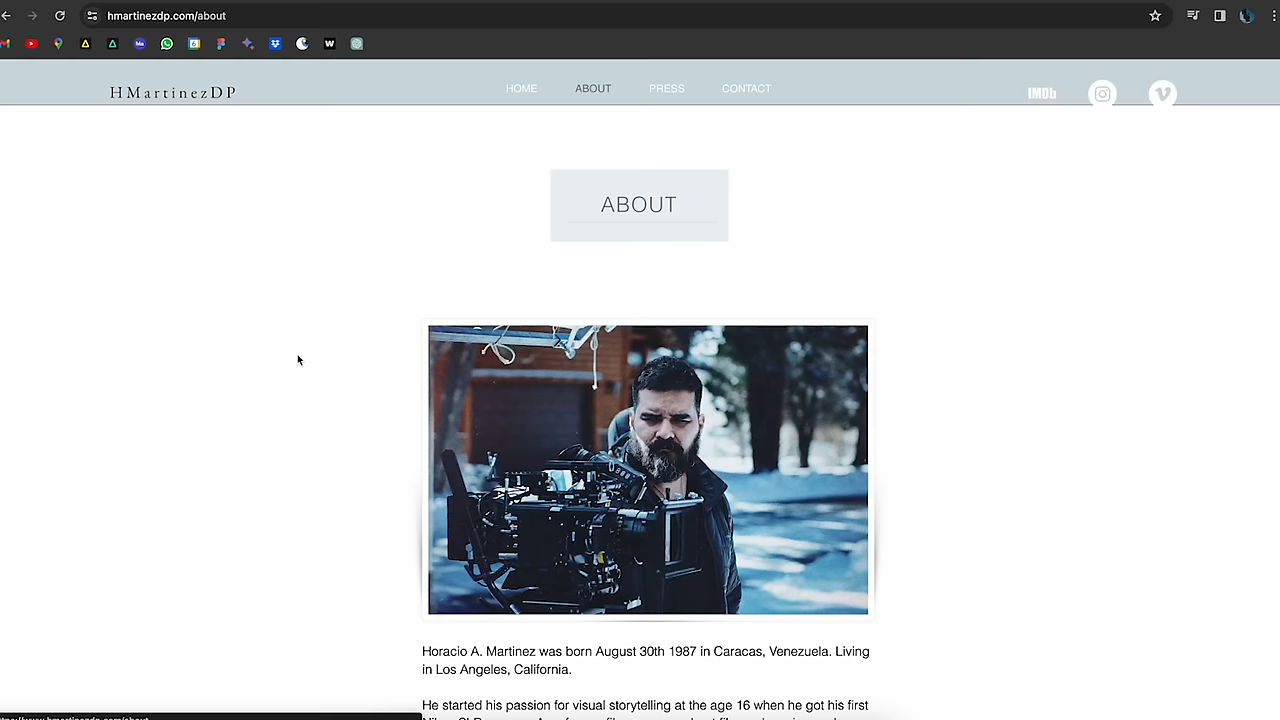 hmartinezdp.com/about
HMartinezDP
HOME ABOUT PRESS CONTACT
IMDb
ABOUT
Horacio A. Martinez was born August 30th 1987 in Caracas, Venezuela. Living
in Los Angeles, California.
He started his passion for visual storytelling at the age 16 when he got his first